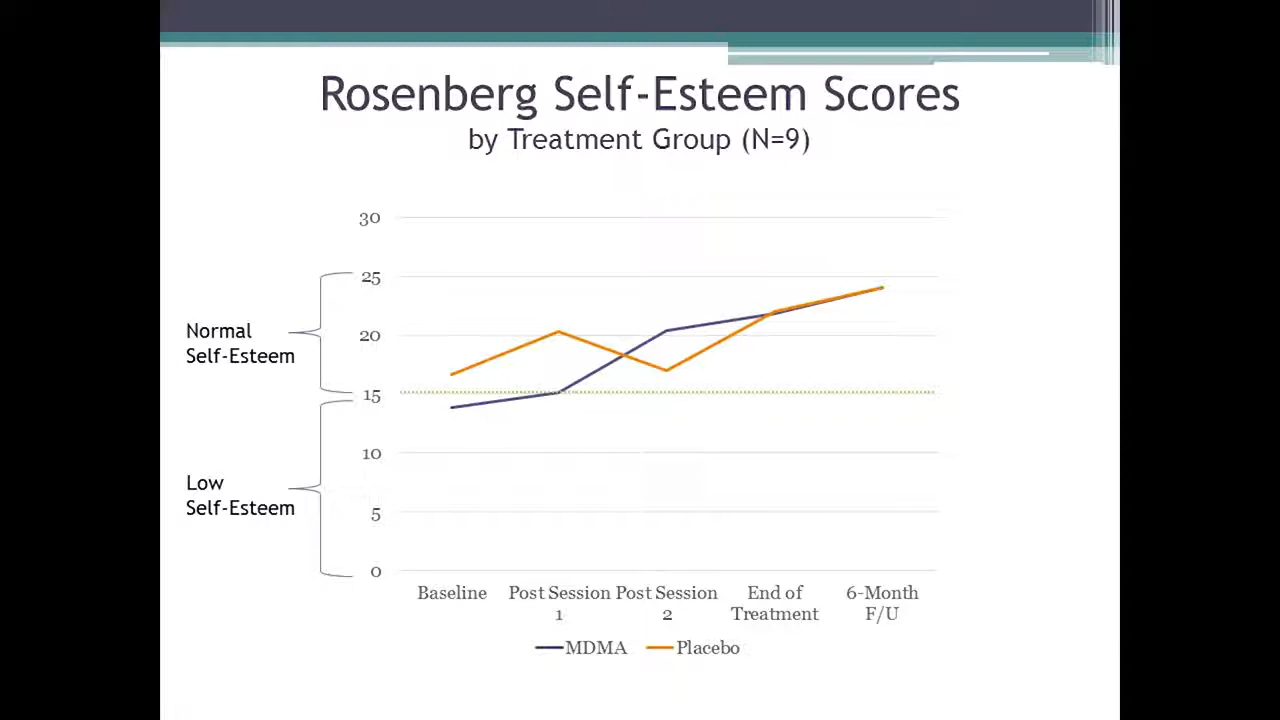 Rosenberg Self-Esteem Scores
by Treatment Group (N=9)
30
25
20
15
10
5
0
Normal
Self-Esteem
Low
Self-Esteem
Baseline
Post Session
1
Post Session
2
End of
Treatment
6-Month
F/U
MDMA
Placebo